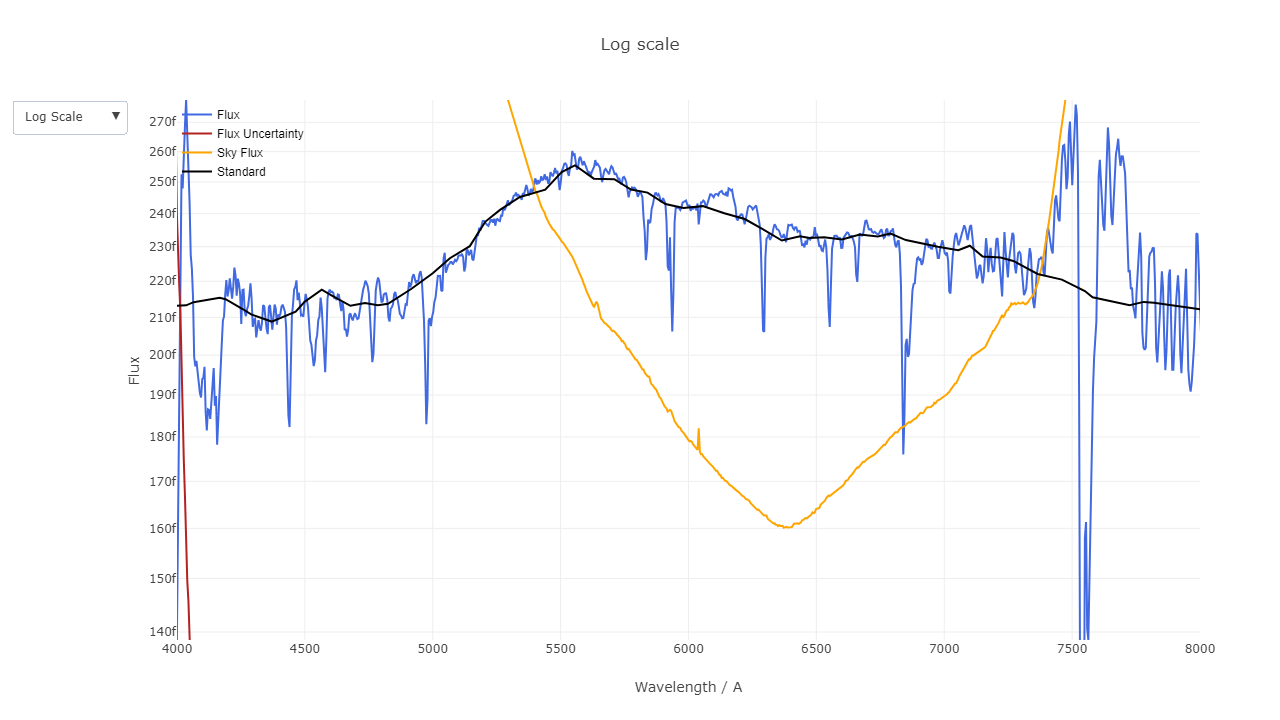 Log scale
Log Scale ▼
Flux
Flux Uncertainty
Sky Flux
Standard
270f
260f
250f
240f
230f
220f
210f
200f
190f
180f
170f
160f
150f
140f
Flux
4000 4500 5000 5500 6000 6500 7000 7500 8000
Wavelength / A